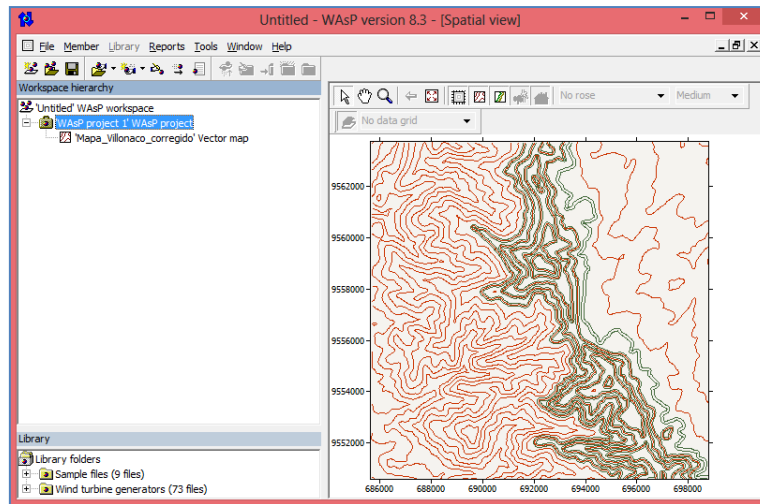 Untitled - WAsP version 8.3 - [Spatial view]
File Member Library Reports Tools Window Help
Workspace hierarchy
'Untitled' WAsP workspace
'WAsP project 1' WAsP project
'Mapa_Villonaco_corregido' Vector map
No rose Medium
No data grid
9562000
9560000
9558000
9556000
9554000
9552000
686000 688000 690000 692000 694000 696000 698000
Library
Library folders
Sample files (9 files)
Wind turbine generators (73 files)